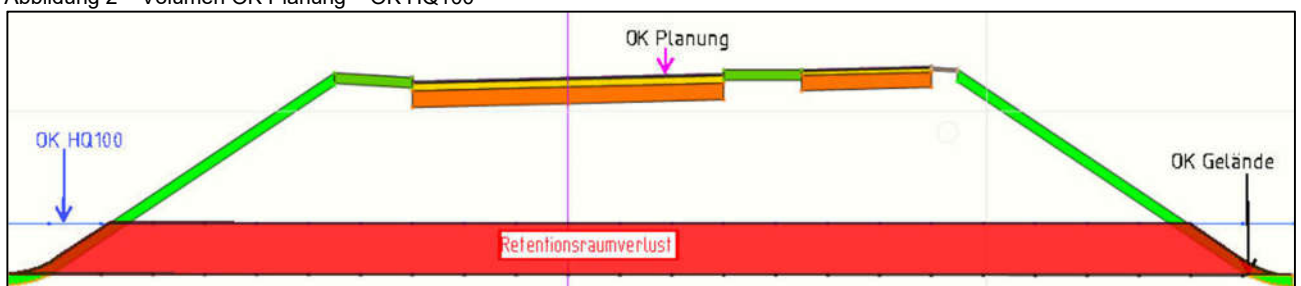 Abbildung 2 – Volumen OK Planung – OK HQ100
OK Planung
OK HQ100
OK Gelände
Retentionsraumverlust